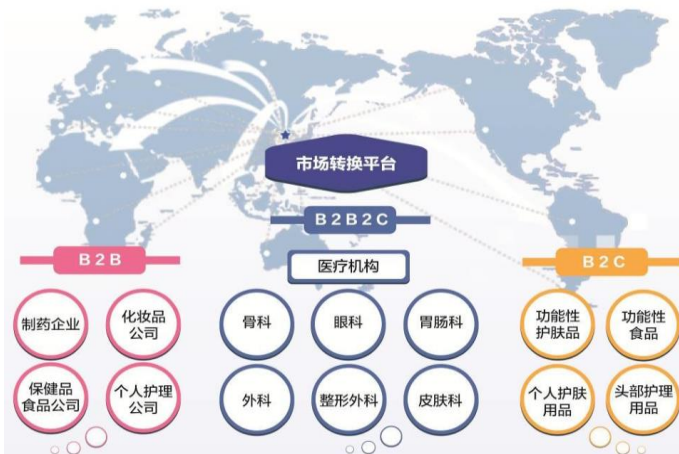 市场转换平台
B2B2C
B2B
医疗机构
B2C
制药企业
化妆品
公司
骨科
眼科
胃肠科
功能性
护肤品
功能性
食品
保健品
食品公司
个人护理
公司
外科
整形外科
皮肤科
个人护肤
用品
头部护理
用品